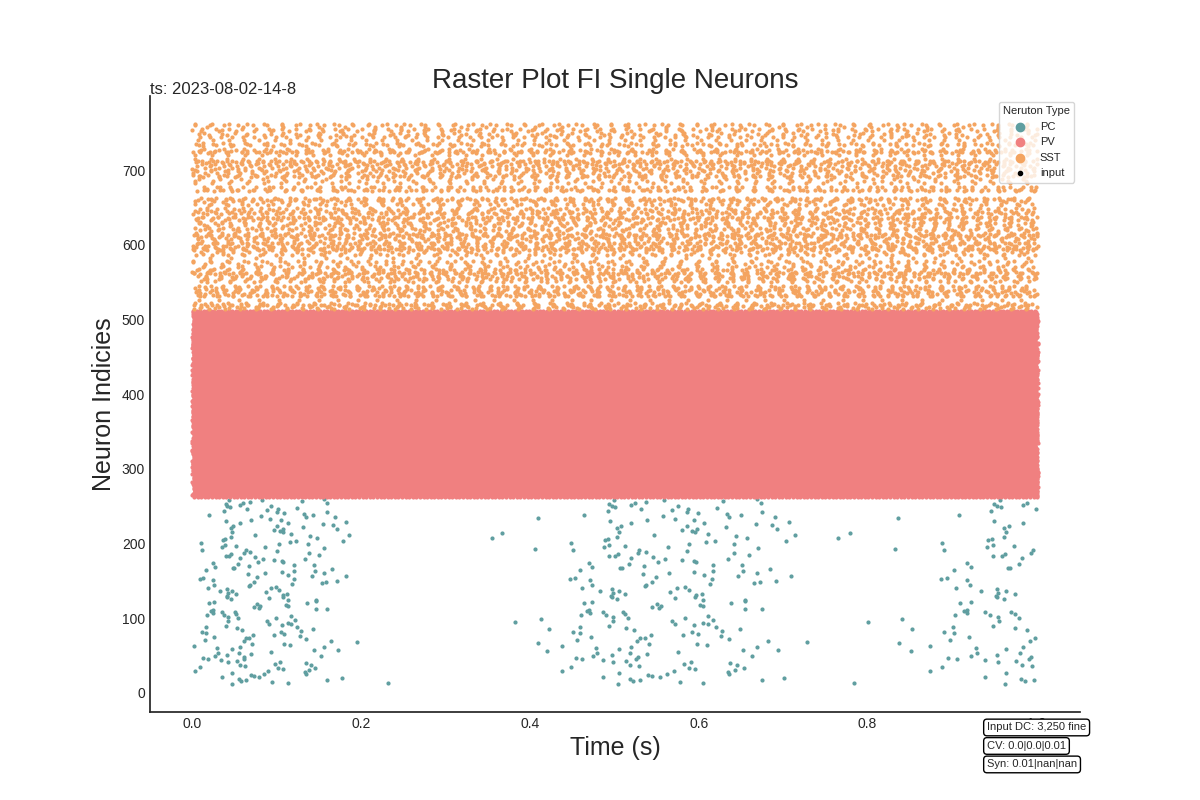 Raster Plot FI Single Neurons
ts: 2023-08-02-14-8
Neruton Type
PC
PV
SST
input
700
600
500
400
300
200
100
0
Neuron Indicies
0.0 0.2 0.4 0.6 0.8
Time (s)
Input DC: 3,250 fine
CV: 0.0|0.0|0.01
Syn: 0.01|nan|nan